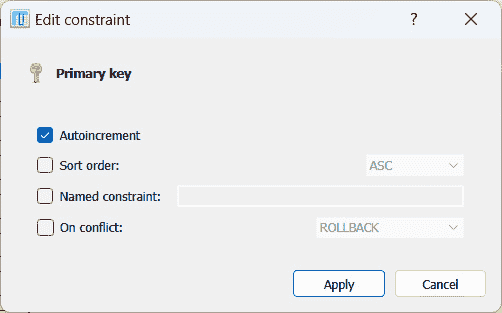 Edit constraint
?
Primary key
Autoincrement
Sort order: ASC
Named constraint:
On conflict: ROLLBACK
Apply Cancel